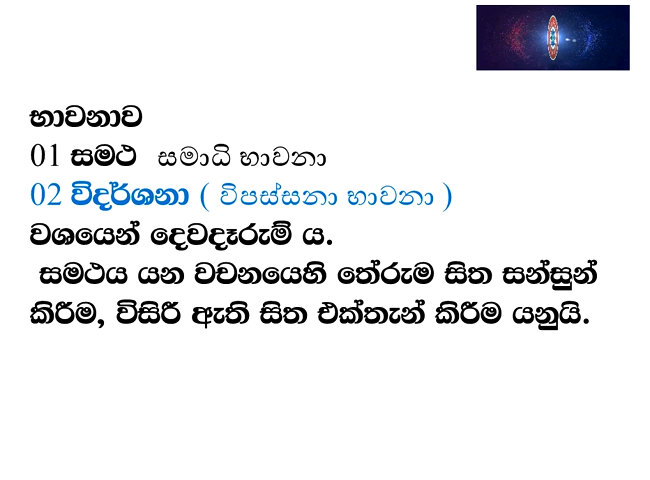 භාවනාව
01 සමථ සමාධි භාවනා
02 විදර්ශනා ( විපස්සනා භාවනා )
වශයෙන් දෙවදෑරුම් ය.
සමථය යන වචනයෙහි තේරුම සිත සන්සුන්
කිරීම, විසිරී ඇති සිත එක්තැන් කිරීම යනුයි.